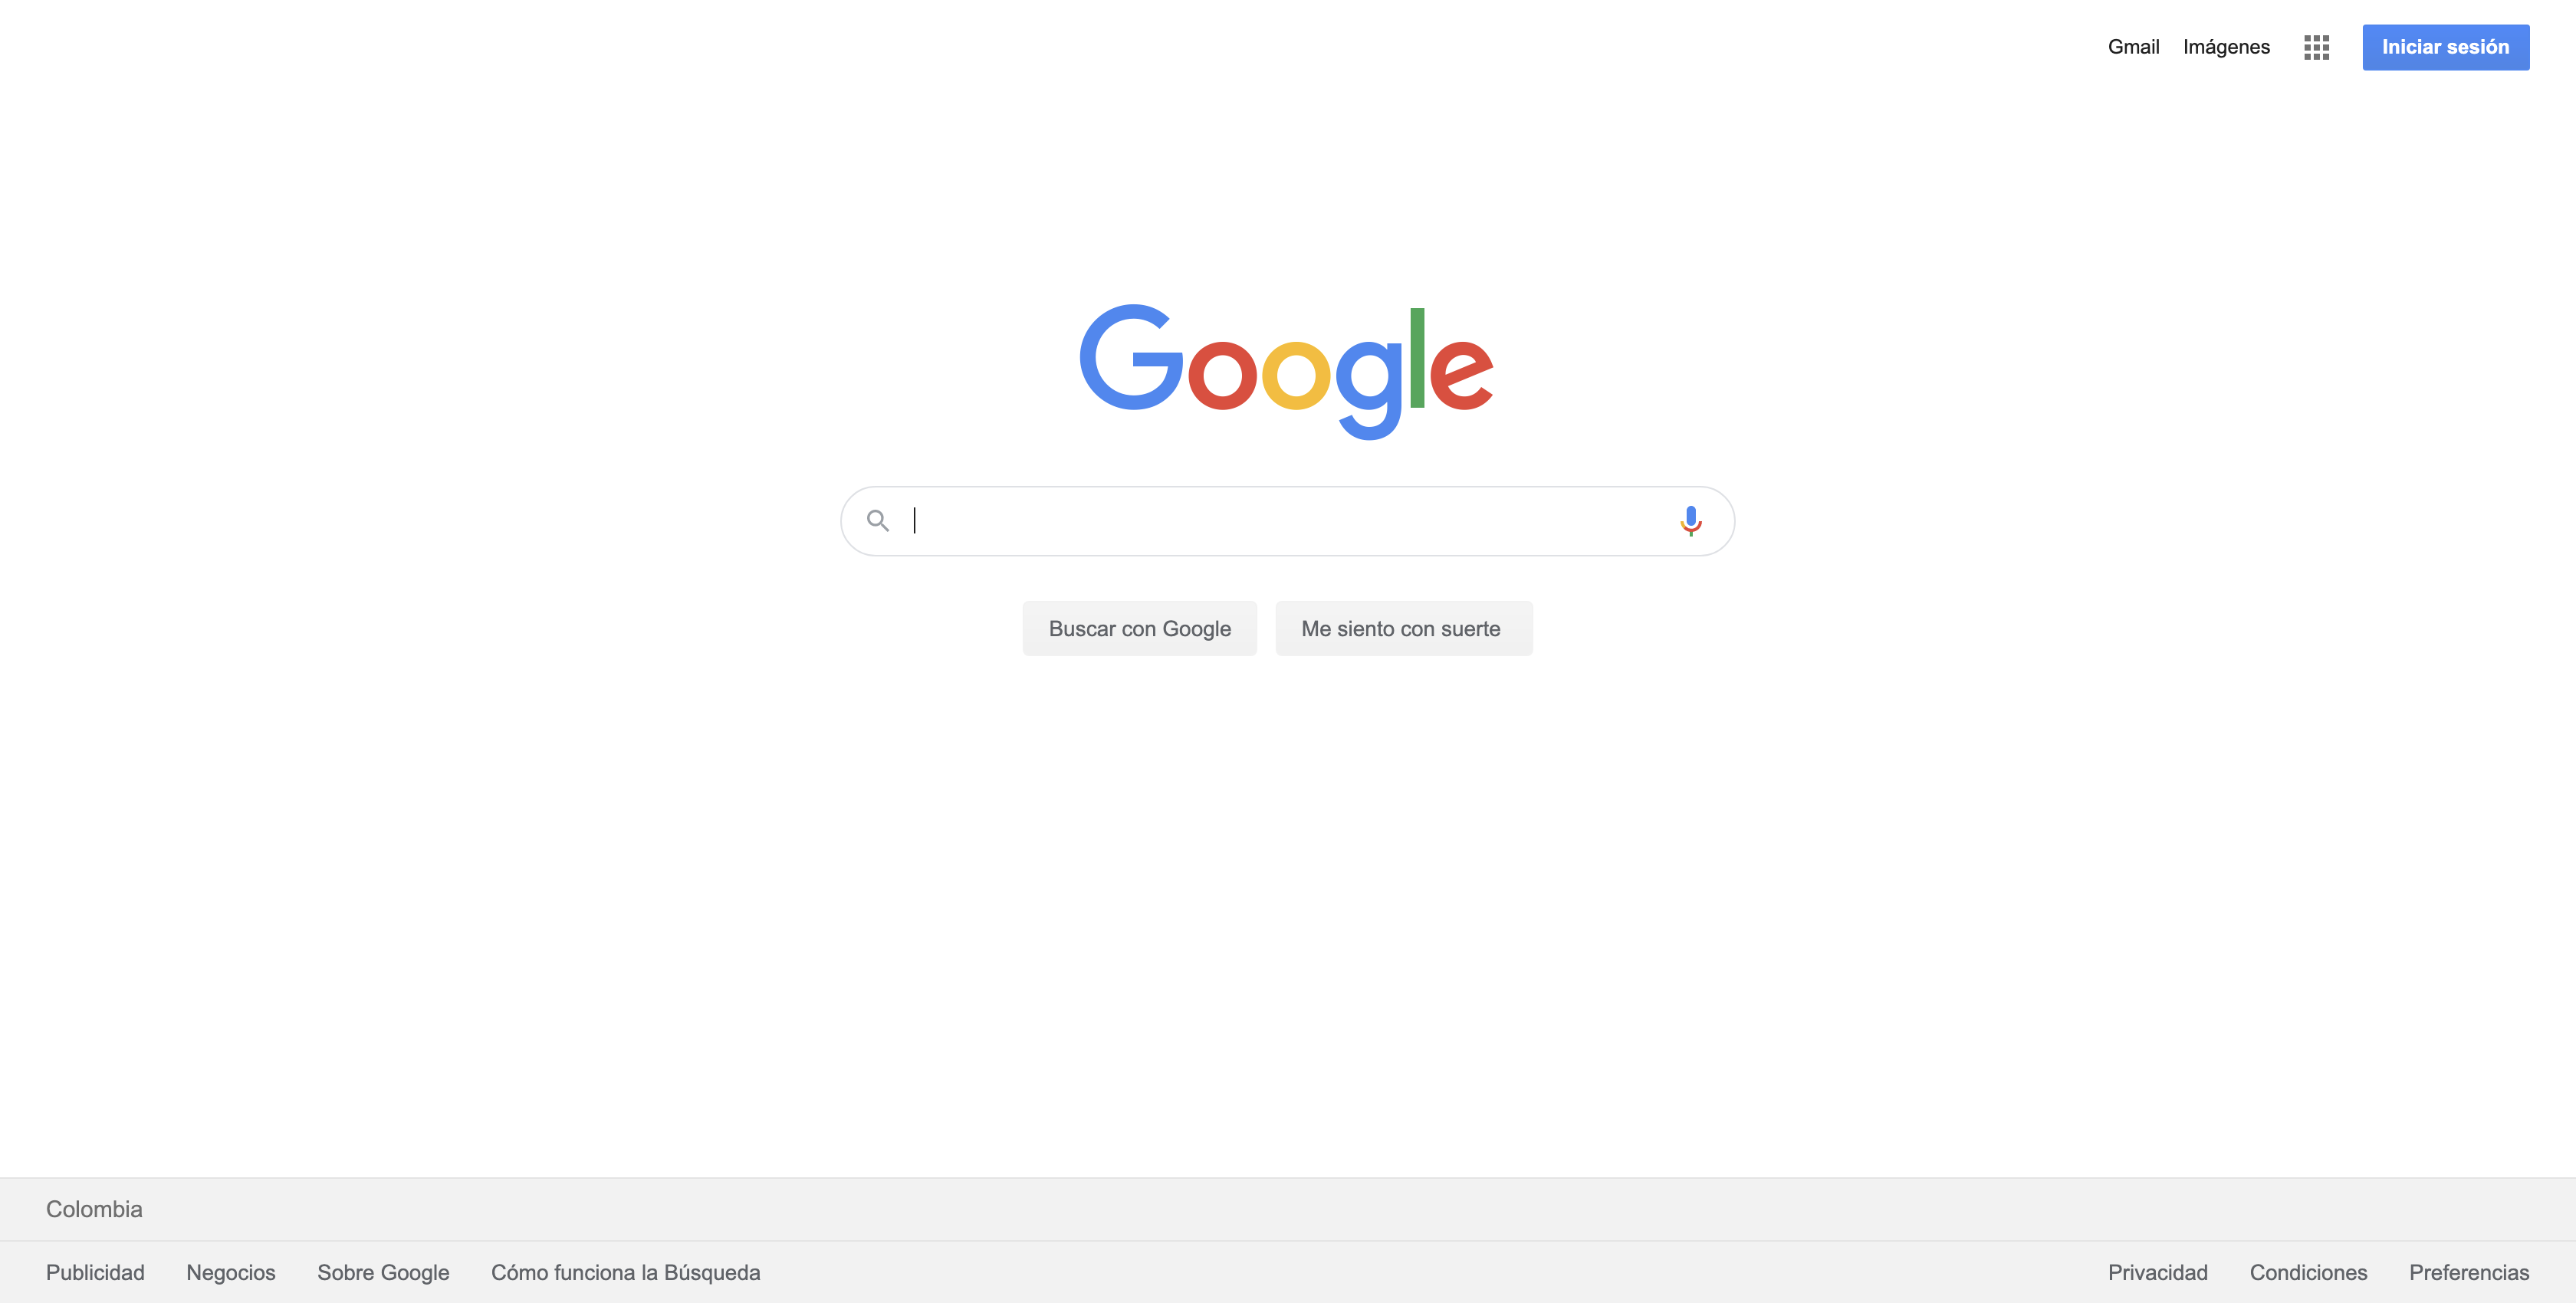 Gmail Imágenes Iniciar sesión
Google
Buscar con Google Me siento con suerte
Colombia
Publicidad Negocios Sobre Google Cómo funciona la Búsqueda Privacidad Condiciones Preferencias